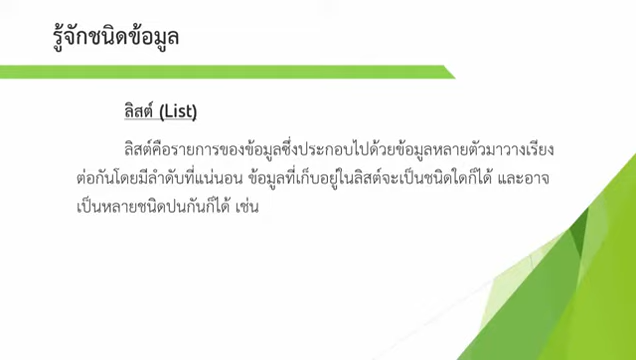 รู้จักชนิดข้อมูล
ลิสต์ (List)
ลิสต์คือรายการของข้อมูลซึ่งประกอบไปด้วยข้อมูลหลายตัวมาวางเรียง
ต่อกันโดยมีลำดับที่แน่นอน ข้อมูลที่เก็บอยู่ในลิสต์จะเป็นชนิดใดก็ได้ และอาจ
เป็นหลายชนิดปนกันก็ได้ เช่น